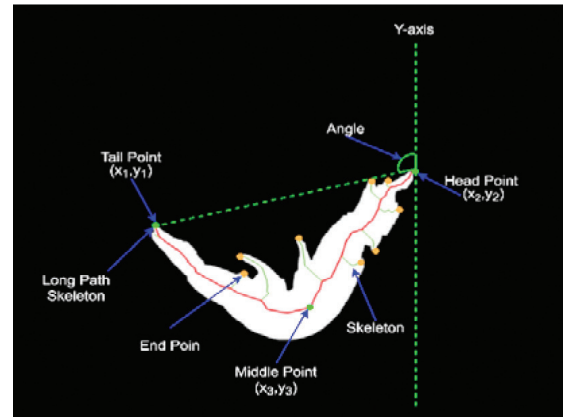 Y-axis
Angle
Tail Point
(x1,y1)
Head Point
(x2,y2)
Long Path
Skeleton
End Poin
Skeleton
Middle Point
(x3,y3)